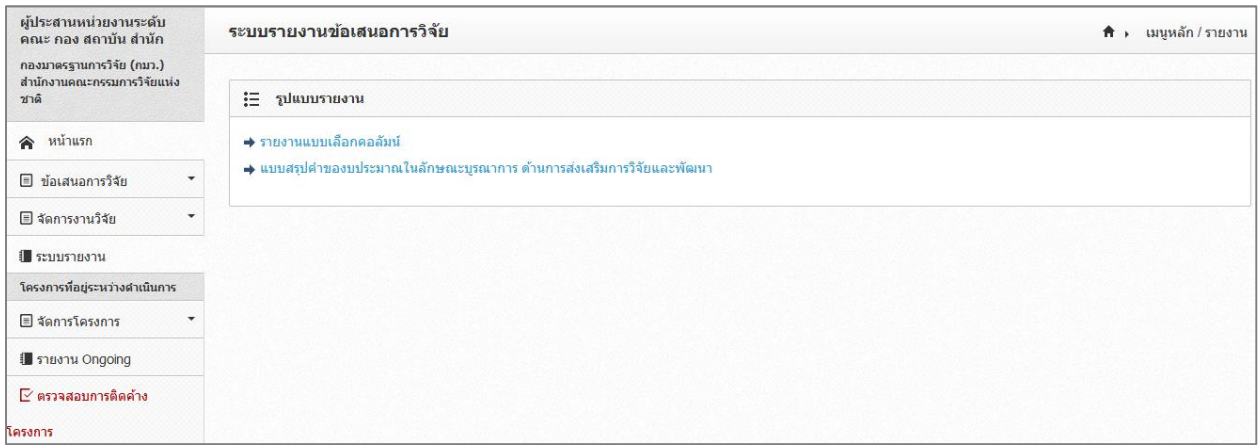 ผู้ประสานหน่วยงานระดับ
คณะ กอง สถาบัน สำนัก
กองมาตรฐานการวิจัย (กมว.)
สำนักงานคณะกรรมการวิจัยแห่ง
ชาติ
หน้าแรก
ข้อเสนอการวิจัย
จัดการงานวิจัย
ระบบรายงาน
โครงการที่อยู่ระหว่างดำเนินการ
จัดการโครงการ
รายงาน Ongoing
ตรวจสอบการติดค้าง
โครงการ
ระบบรายงานข้อเสนอการวิจัย
เมนูหลัก / รายงาน
รูปแบบรายงาน
รายงานแบบเลือกคอลัมน์
แบบสรุปคำของบประมาณในลักษณะบูรณาการ ด้านการส่งเสริมการวิจัยและพัฒนา